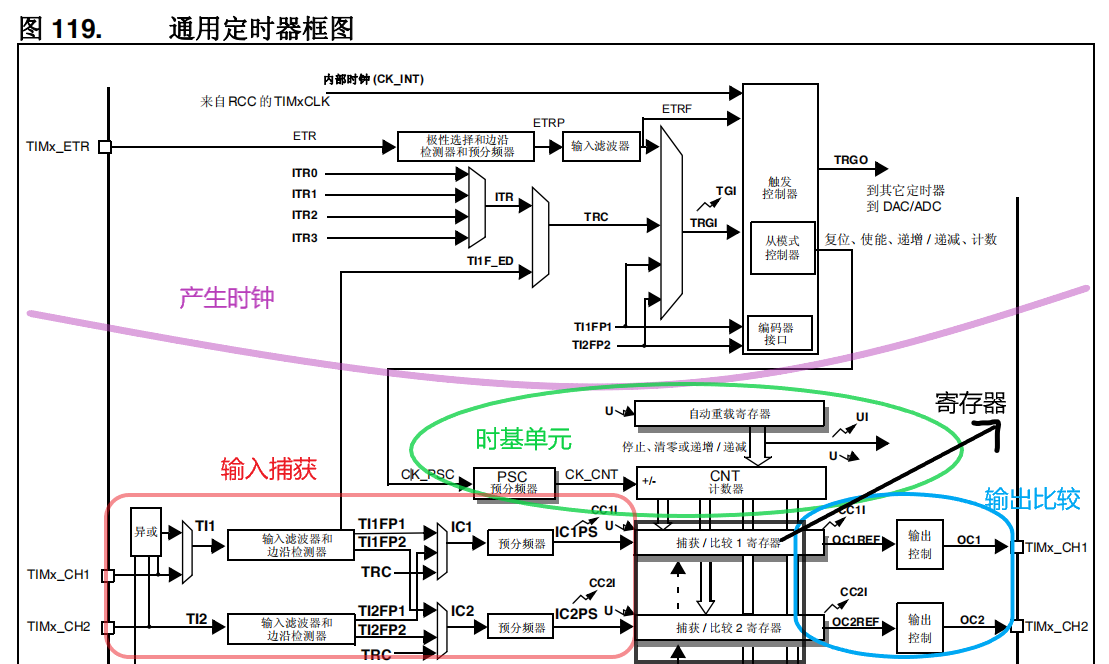 图 119. 通用定时器框图
内部时钟 (CK_INT)
来自 RCC 的 TIMxCLK
ETRF
ETR
ETRP
TIMx_ETR
极性选择和边沿
检测器和预分频器
输入滤波器
触发
控制器
TRGO
到其它定时器
到 DAC/ADC
ITR0
ITR1
ITR2
ITR3
ITR
TRC
TGI
TRGI
从模式
控制器
复位、使能、递增 / 递减、计数
TI1F_ED
产生时钟
TI1FP1
TI2FP2
编码器
接口
寄存器
U
自动重载寄存器
UI
U
时基单元
停止、清零或递增 / 递减
输入捕获
CK_PSC
PSC
预分频器
CK_CNT
+/-
CNT
计数器
输出比较
异或
TI1
输入滤波器和
边沿检测器
TI1FP1
TI1FP2
TRC
IC1
预分频器
IC1PS
CC1I
U
捕获 / 比较 1 寄存器
CC1I
OC1REF
输出
控制
OC1
TIMx_CH1
TIMx_CH1
TIMx_CH2
TI2
输入滤波器和
边沿检测器
TI2FP1
TI2FP2
TRC
IC2
预分频器
IC2PS
CC2I
U
捕获 / 比较 2 寄存器
CC2I
OC2REF
输出
控制
OC2
TIMx_CH2